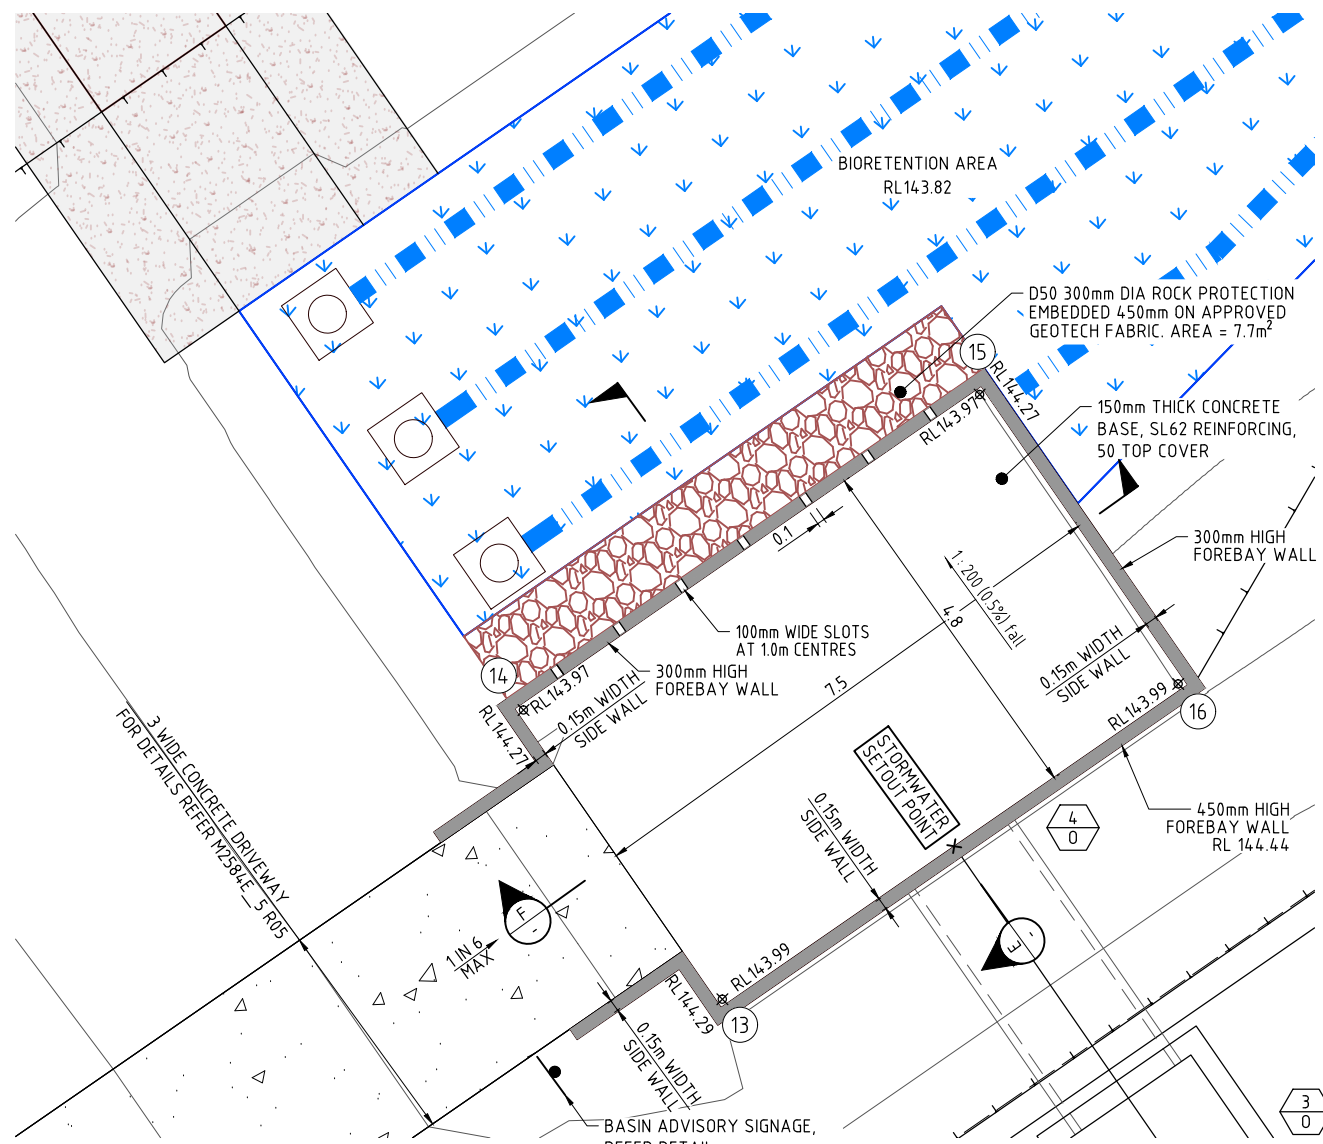 BIORETENTION AREA
RL143.82
D50 300mm DIA ROCK PROTECTION
EMBEDDED 450mm ON APPROVED
GEOTECH FABRIC. AREA = 7.7m²
15
RL144.27
RL143.97
150mm THICK CONCRETE
BASE, SL62 REINFORCING,
50 TOP COVER
300mm HIGH
FOREBAY WALL
0.1
1:200 (0.5%) fall
4.8
7.5
100mm WIDE SLOTS
AT 1.0m CENTRES
300mm HIGH
FOREBAY WALL
14
RL143.97
RL144.27
0.15m WIDTH
SIDE WALL
0.15m WIDTH
SIDE WALL
RL143.99
16
STORMWATER
SETOUT POINT
0.15m WIDTH
SIDE WALL
4
0
450mm HIGH
FOREBAY WALL
RL 144.44
3 WIDE CONCRETE DRIVEWAY
FOR DETAILS REFER M2584E_5 R05
1 IN 6
MAX
F
-
E
-
RL143.99
RL144.29
13
0.15m WIDTH
SIDE WALL
BASIN ADVISORY SIGNAGE,
REFER DETAIL
3
0